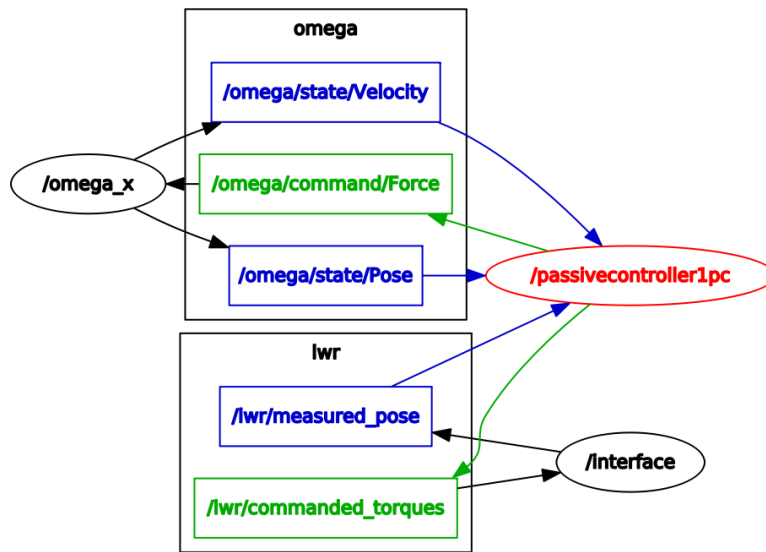 omega
/omega/state/Velocity
/omega_x
/omega/command/Force
/omega/state/Pose
/passivecontroller1pc
lwr
/lwr/measured_pose
/interface
/lwr/commanded_torques